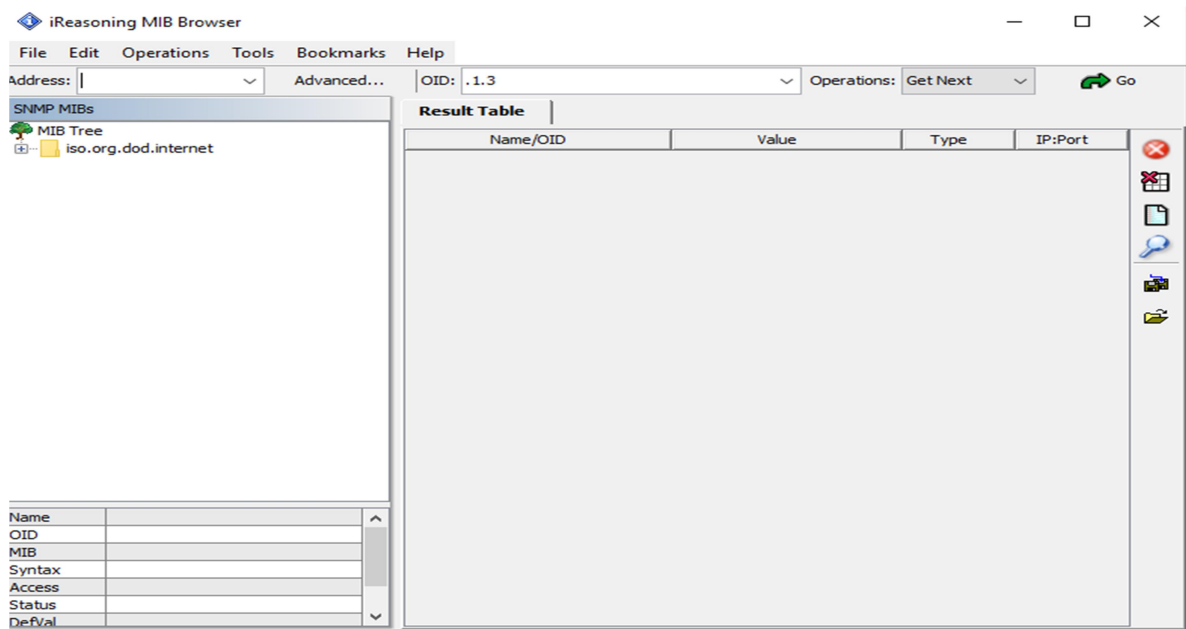 iReasoning MIB Browser
File Edit Operations Tools Bookmarks Help
Address: Advanced... OID: .1.3 Operations: Get Next Go
SNMP MIBs
Result Table
MIB Tree
iso.org.dod.internet
Name/OID Value Type IP:Port
Name
OID
MIB
Syntax
Access
Status
DefVal